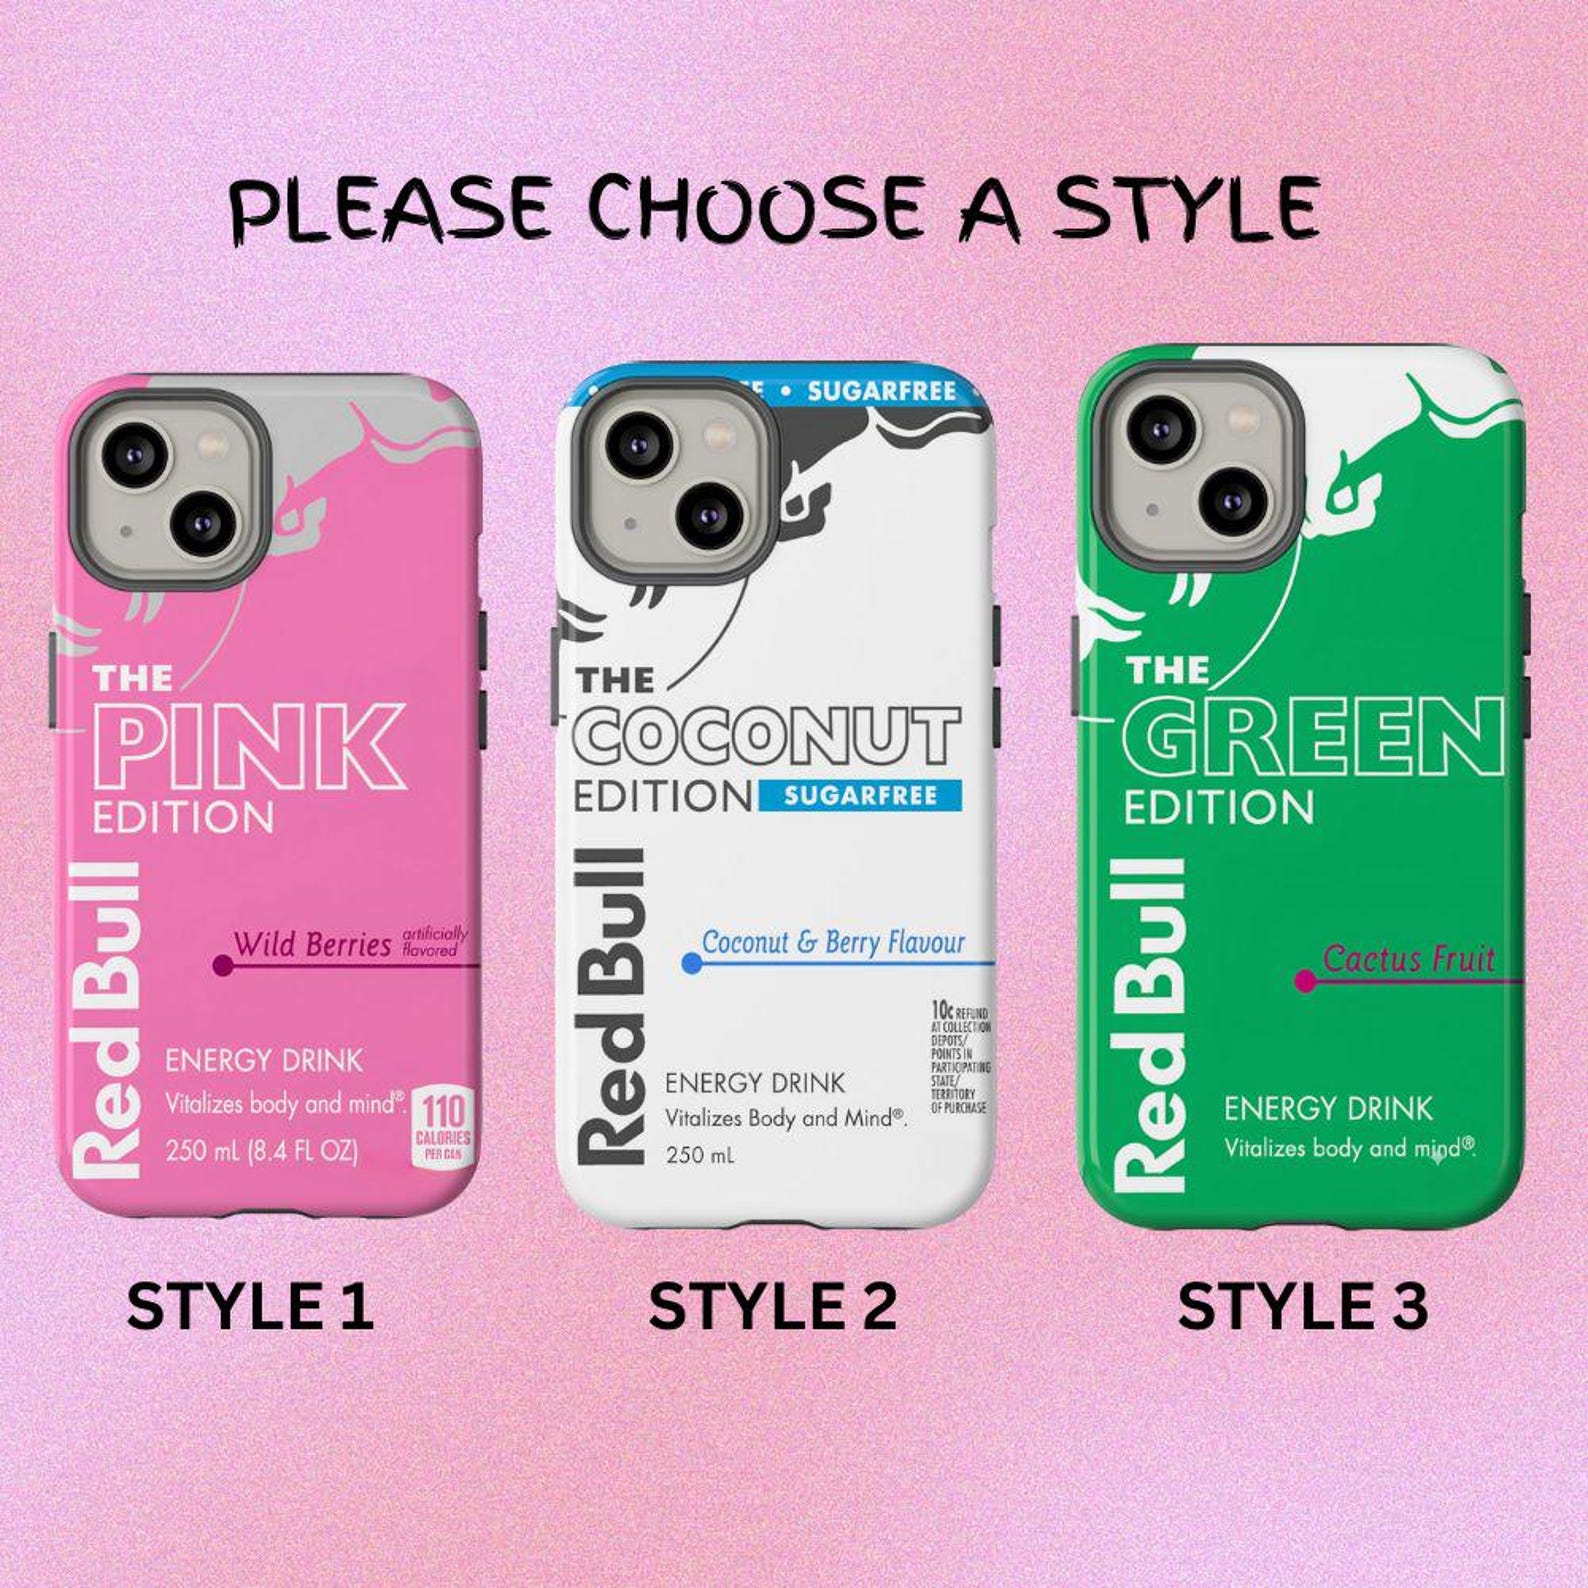 PLEASE CHOOSE A STYLE
THE
PINK
EDITION
Red Bull
Wild Berries artificially flavored
ENERGY DRINK
Vitalizes body and mind®.
250 mL (8.4 FL OZ)
110
CALORIES
PER CAN
STYLE 1
• SUGARFREE
THE
COCONUT
EDITION SUGARFREE
Red Bull
Coconut & Berry Flavour
10c REFUND
AT COLLECTION
DEPOTS/
POINTS IN
PARTICIPATING
STATE/
TERRITORY
OF PURCHASE
ENERGY DRINK
Vitalizes Body and Mind®.
250 mL
STYLE 2
THE
GREEN
EDITION
Red Bull
Cactus Fruit
ENERGY DRINK
Vitalizes body and mind®.
STYLE 3